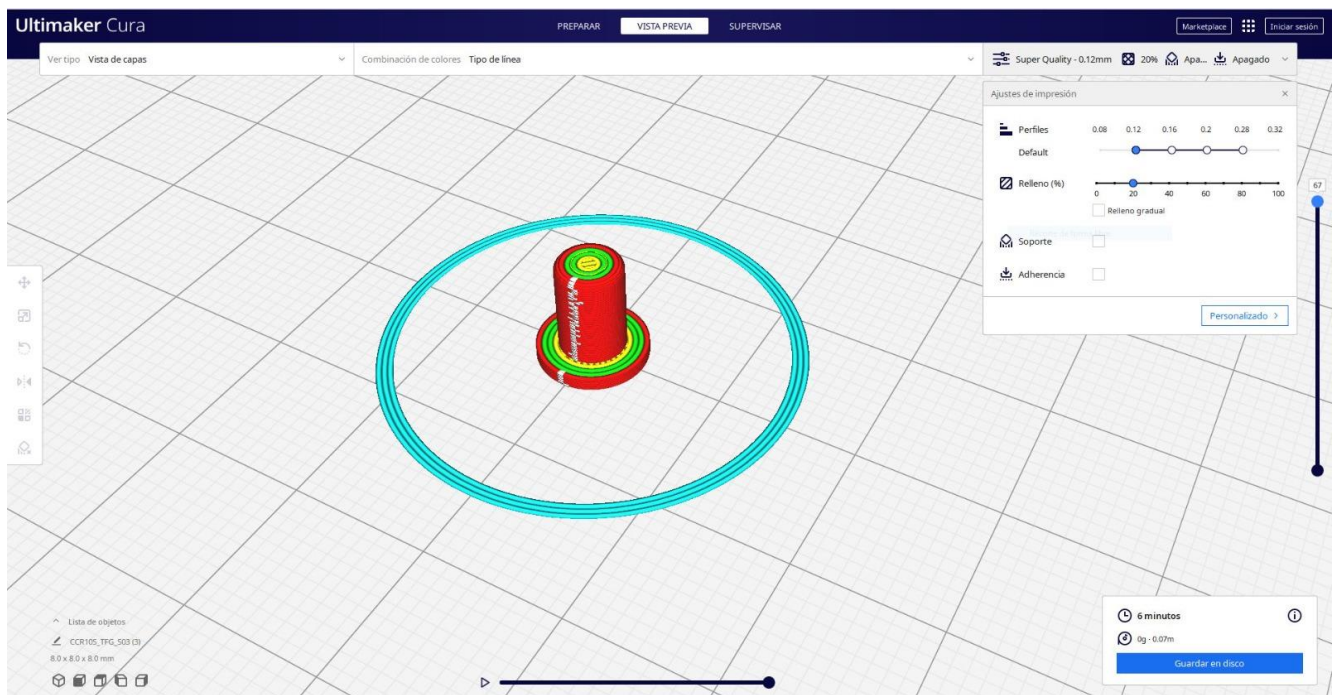 Ultimaker Cura
PREPARAR VISTA PREVIA SUPERVISAR
Marketplace Iniciar sesión
Ver tipo Vista de capas
Combinación de colores Tipo de línea
Super Quality - 0.12mm 20% Apa... Apagado
Ajustes de impresión
Perfiles 0.08 0.12 0.16 0.2 0.28 0.32
Default
Relleno (%)
0 20 40 60 80 100
Relleno gradual
Soporte
Adherencia
Personalizado
67
Lista de objetos
CCR10S_TFG_S03 (3)
8.0 x 8.0 x 8.0 mm
6 minutos
0g · 0.07m
Guardar en disco